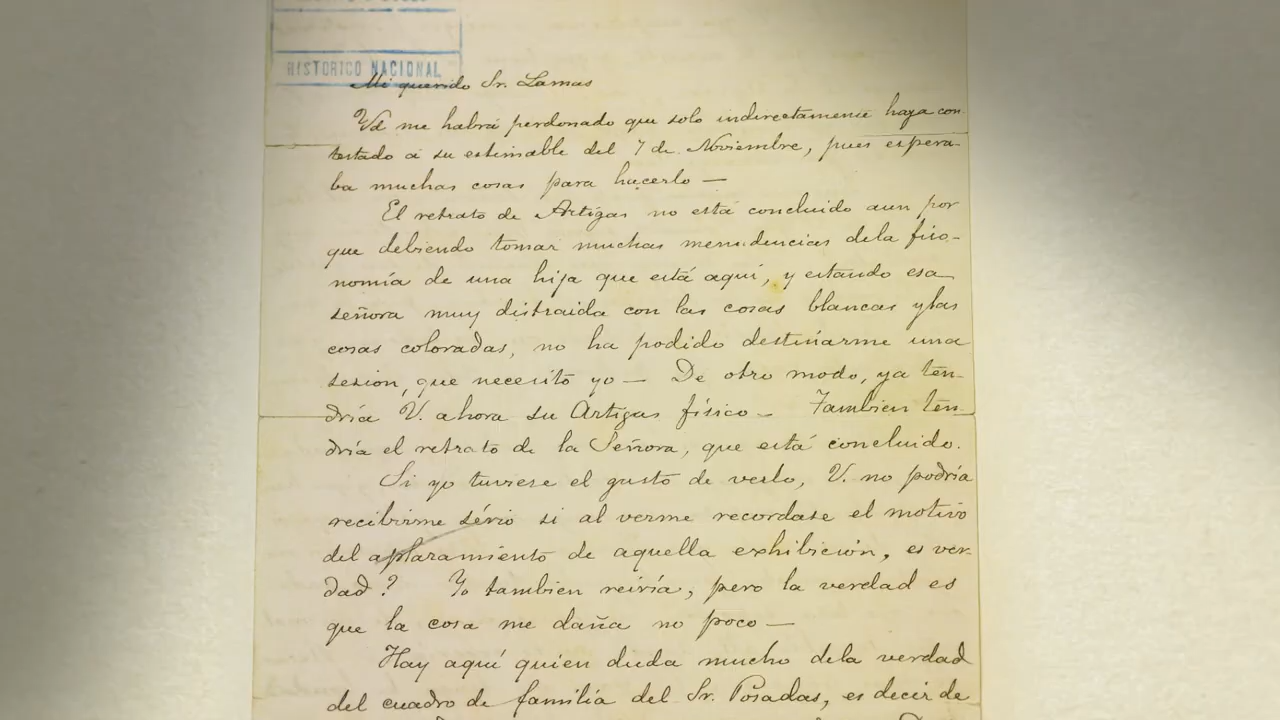 HISTORICO NACIONAL
Mi querido Sr. Lamas
Vd me habrá perdonado que solo indirectamente haya con
testado á su estimable del 7 de Noviembre, pues espera-
ba muchas cosas para hacerlo —
El retrato de Artigas no está concluido aun por
que debiendo tomar muchas menudencias dela fiso-
nomía de una hija que está aquí, y estando esa
señora muy distraida con las cosas blancas y las
cosas coloradas, no ha podido destinarme una
sesion, que necesito yo — De otro modo, ya ten-
dría V. ahora su Artigas físico — Tambien ten-
dría el retrato de la Señora, que está concluido.
Si yo tuviese el gusto de verlo, V. no podría
recibirme sério si al verme recordase el motivo
del aplazamiento de aquella exhibición, es ver-
dad? Yo tambien reiría, pero la verdad es
que la cosa me daña no poco —
Hay aquí quien duda mucho dela verdad
del cuadro de familia del Sr. Posadas, es decir de